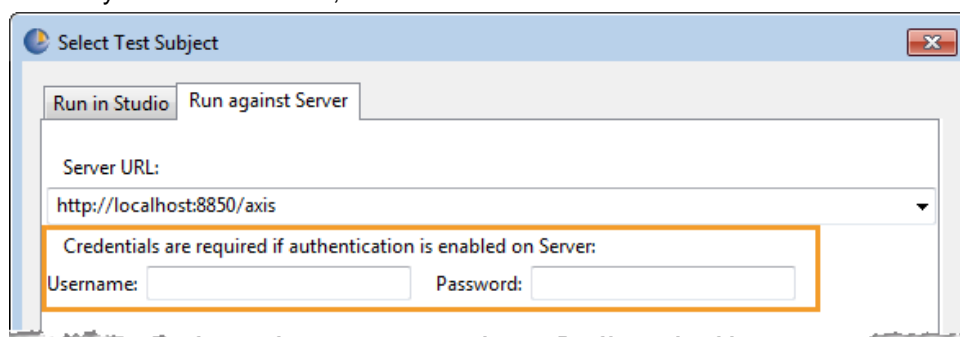 Select Test Subject
Run in Studio Run against Server
Server URL:
http://localhost:8850/axis
Credentials are required if authentication is enabled on Server:
Username: Password: